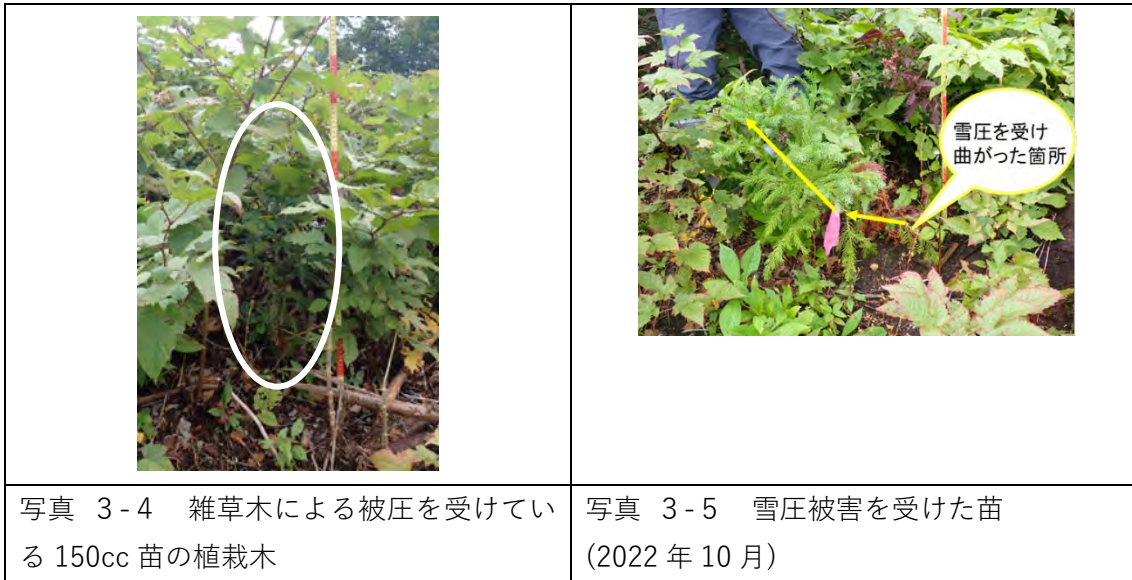 雪圧を受け
曲がった箇所
写真 3-4 雑草木による被圧を受けてい
る 150cc 苗の植栽木
写真 3-5 雪圧被害を受けた苗
(2022 年 10 月)